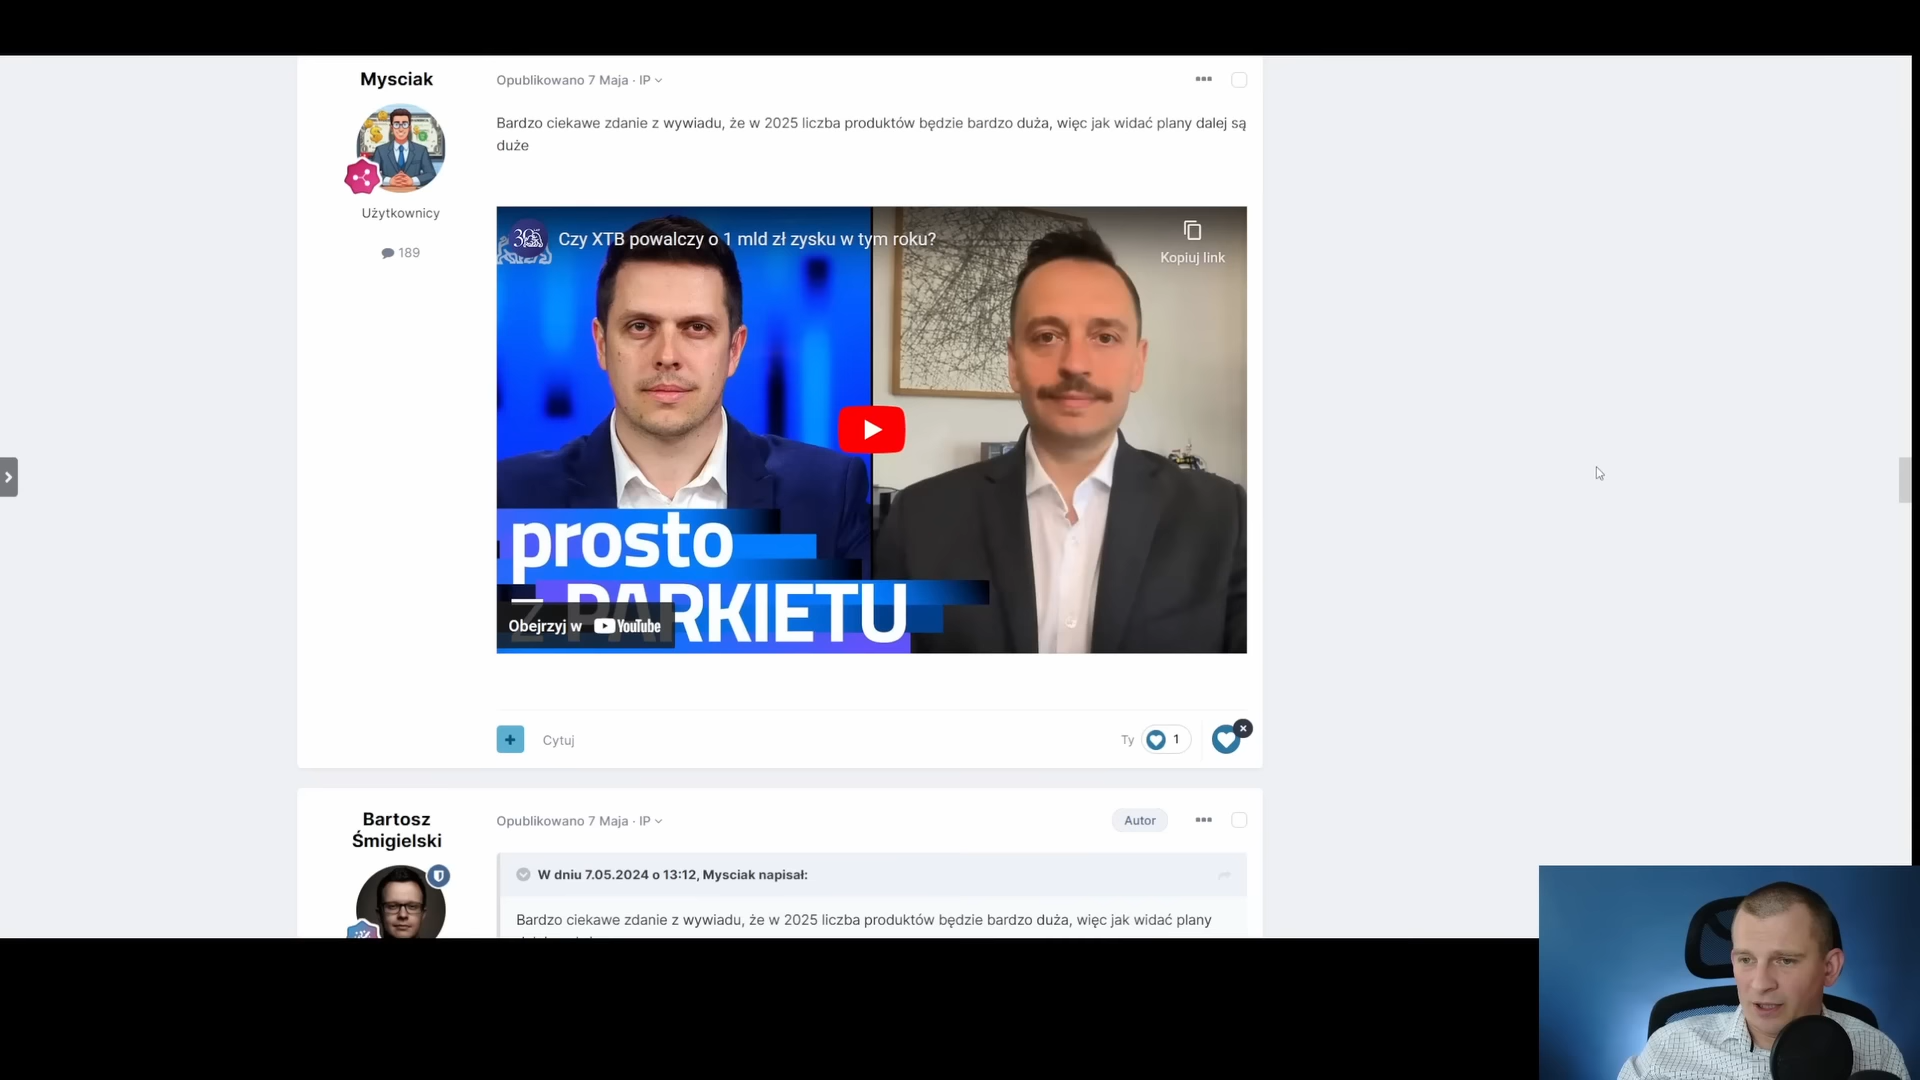 Mysciak
Opublikowano 7 Maja · IP
Bardzo ciekawe zdanie z wywiadu, że w 2025 liczba produktów będzie bardzo duża, więc jak widać plany dalej są
duże
Użytkownicy
189
Czy XTB powalczy o 1 mld zł zysku w tym roku?
Kopiuj link
prosto
Z PARKIETU
Obejrzyj w YouTube
Cytuj
Ty 1
Bartosz
Śmigielski
Opublikowano 7 Maja · IP
Autor
W dniu 7.05.2024 o 13:12, Mysciak napisał:
Bardzo ciekawe zdanie z wywiadu, że w 2025 liczba produktów będzie bardzo duża, więc jak widać plany